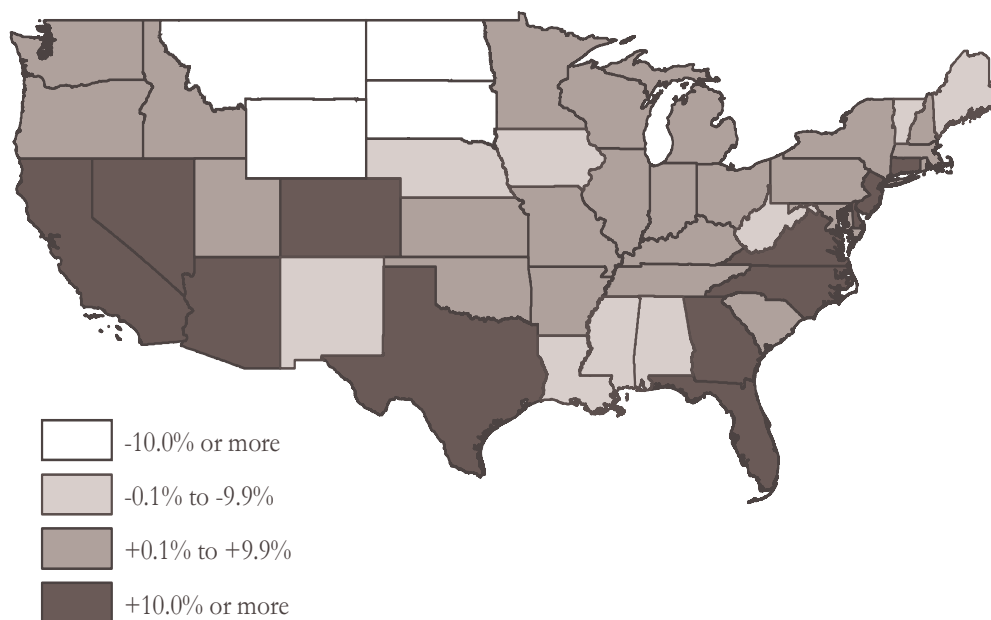 -10.0% or more
-0.1% to -9.9%
+0.1% to +9.9%
+10.0% or more